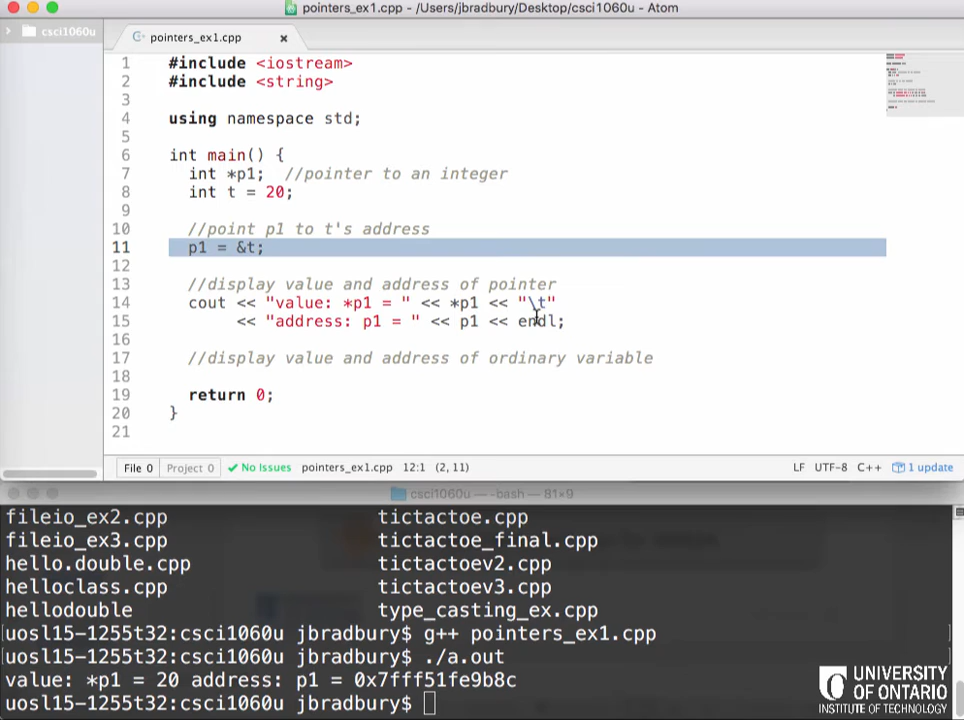 pointers_ex1.cpp - /Users/jbradbury/Desktop/csci1060u - Atom
csci1060u
pointers_ex1.cpp
1 #include <iostream>
2 #include <string>
3
4 using namespace std;
5
6 int main() {
7 int *p1; //pointer to an integer
8 int t = 20;
9
10 //point p1 to t's address
11 p1 = &t;
12
13 //display value and address of pointer
14 cout << "value: *p1 = " << *p1 << "\t"
15 << "address: p1 = " << p1 << endl;
16
17 //display value and address of ordinary variable
18
19 return 0;
20 }
21
File 0 Project 0 No Issues pointers_ex1.cpp 12:1 (2, 11) LF UTF-8 C++ 1 update
csci1060u — -bash — 81×9
fileio_ex2.cpp tictactoe.cpp
fileio_ex3.cpp tictactoe_final.cpp
hello.double.cpp tictactoev2.cpp
helloclass.cpp tictactoev3.cpp
hellodouble type_casting_ex.cpp
uosl15-1255t32:csci1060u jbradbury$ g++ pointers_ex1.cpp
uosl15-1255t32:csci1060u jbradbury$ ./a.out
value: *p1 = 20 address: p1 = 0x7fff51fe9b8c
uosl15-1255t32:csci1060u jbradbury$
UNIVERSITY
OF ONTARIO
INSTITUTE OF TECHNOLOGY